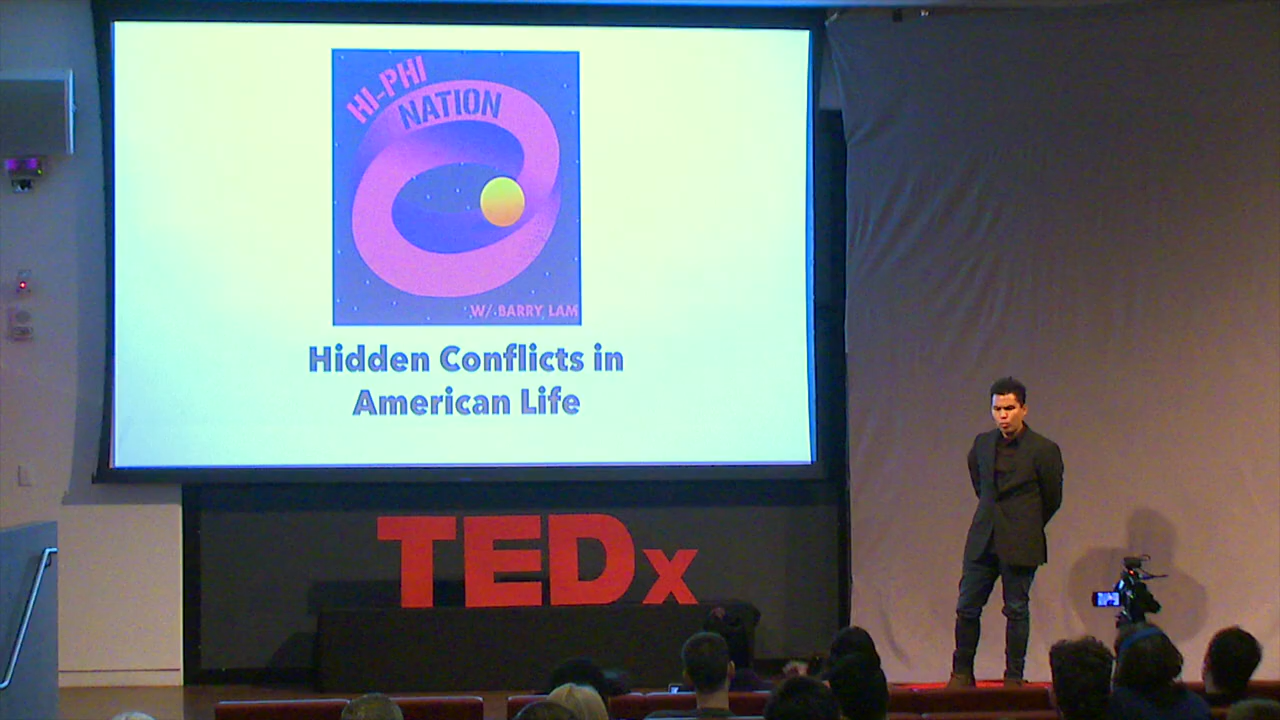 HI-PHI
NATION
W/ BARRY LAM
Hidden Conflicts in
American Life
TEDx